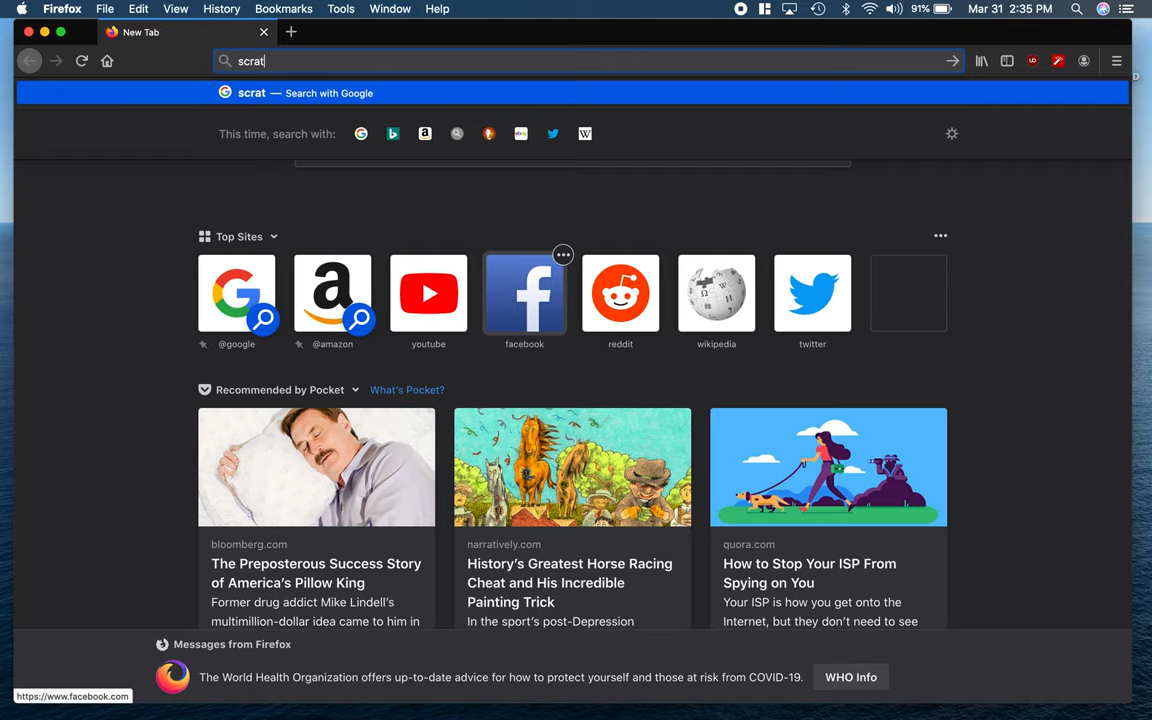 Firefox File Edit View History Bookmarks Tools Window Help 91% Mar 31 2:35 PM
New Tab
scrat
D
scrat — Search with Google
This time, search with:
Top Sites
@google @amazon youtube facebook reddit wikipedia twitter
Recommended by Pocket What's Pocket?
bloomberg.com
The Preposterous Success Story
of America's Pillow King
Former drug addict Mike Lindell's
multimillion-dollar idea came to him in
narratively.com
History's Greatest Horse Racing
Cheat and His Incredible
Painting Trick
In the sport's post-Depression
quora.com
How to Stop Your ISP From
Spying on You
Your ISP is how you get onto the
Internet, but they don't need to see
Messages from Firefox
The World Health Organization offers up-to-date advice for how to protect yourself and those at risk from COVID-19. WHO Info
https://www.facebook.com